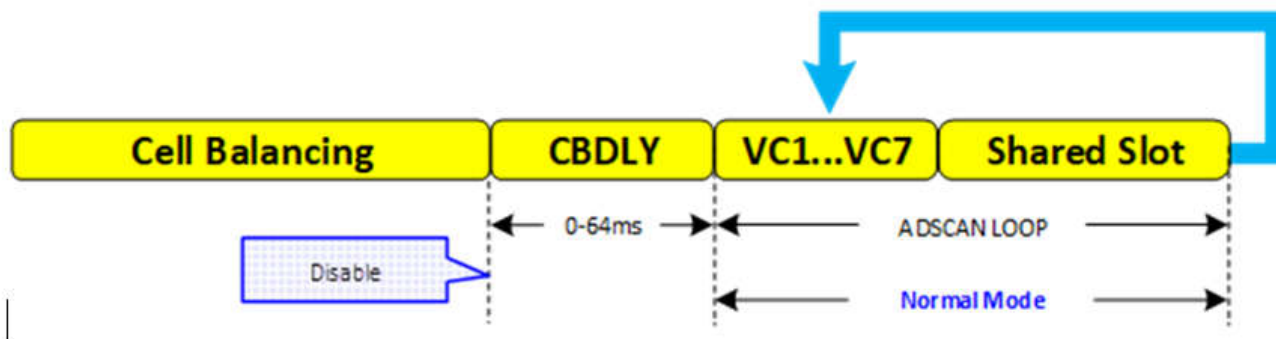 Cell Balancing CBDLY VC1...VC7 Shared Slot
0-64ms ADSCAN LOOP
Disable
Normal Mode